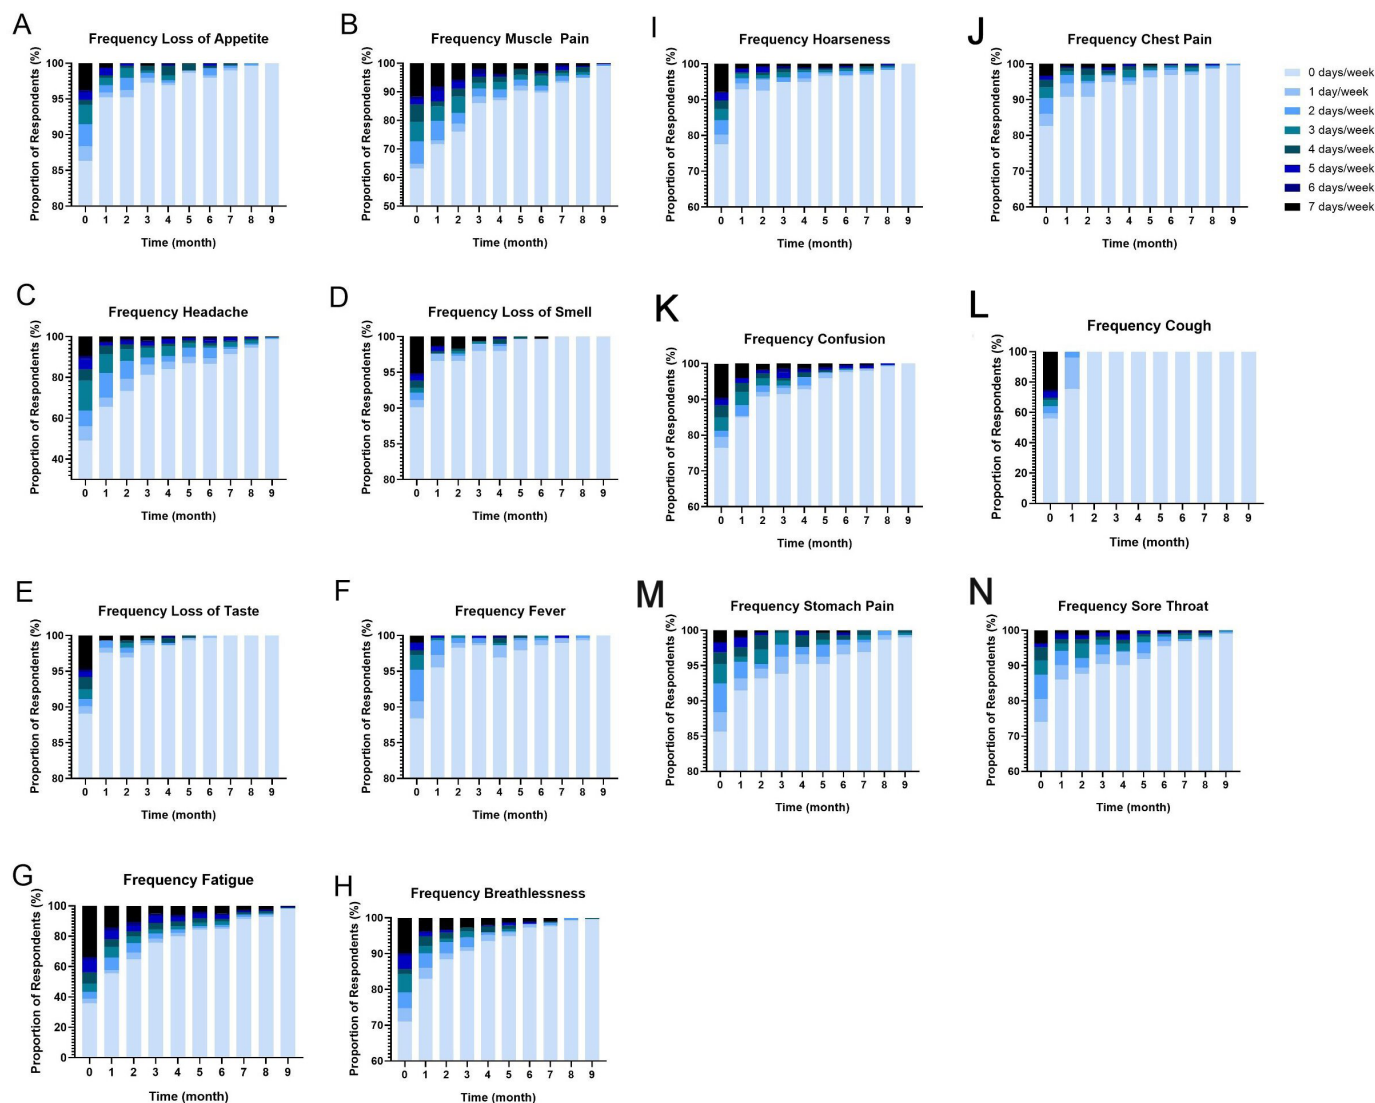 A
Frequency Loss of Appetite
Proportion of Respondents (%)
100
95
90
85
80
0 1 2 3 4 5 6 7 8 9
Time (month)
B
Frequency Muscle Pain
Proportion of Respondents (%)
100
90
80
70
60
50
0 1 2 3 4 5 6 7 8 9
Time (month)
I
Frequency Hoarseness
Proportion of Respondents (%)
100
90
80
70
60
0 1 2 3 4 5 6 7 8 9
Time (month)
J
Frequency Chest Pain
Proportion of Respondents (%)
100
90
80
70
60
0 1 2 3 4 5 6 7 8 9
Time (month)
0 days/week
1 day/week
2 days/week
3 days/week
4 days/week
5 days/week
6 days/week
7 days/week
C
Frequency Headache
Proportion of Respondents (%)
100
80
60
40
0 1 2 3 4 5 6 7 8 9
Time (month)
D
Frequency Loss of Smell
Proportion of Respondents (%)
100
95
90
85
80
0 1 2 3 4 5 6 7 8 9
Time (month)
K
Frequency Confusion
Proportion of Respondents (%)
100
90
80
70
60
0 1 2 3 4 5 6 7 8 9
Time (month)
L
Frequency Cough
Proportion of Respondents (%)
100
80
60
40
20
0
0 1 2 3 4 5 6 7 8 9
Time (month)
E
Frequency Loss of Taste
Proportion of Respondents (%)
100
95
90
85
80
0 1 2 3 4 5 6 7 8 9
Time (month)
F
Frequency Fever
Proportion of Respondents (%)
100
95
90
85
80
0 1 2 3 4 5 6 7 8 9
Time (month)
M
Frequency Stomach Pain
Proportion of Respondents (%)
100
95
90
85
80
0 1 2 3 4 5 6 7 8 9
Time (month)
N
Frequency Sore Throat
Proportion of Respondents (%)
100
90
80
70
60
0 1 2 3 4 5 6 7 8 9
Time (month)
G
Frequency Fatigue
Proportion of Respondents (%)
100
80
60
40
20
0
0 1 2 3 4 5 6 7 8 9
Time (month)
H
Frequency Breathlessness
Proportion of Respondents (%)
100
90
80
70
60
0 1 2 3 4 5 6 7 8 9
Time (month)